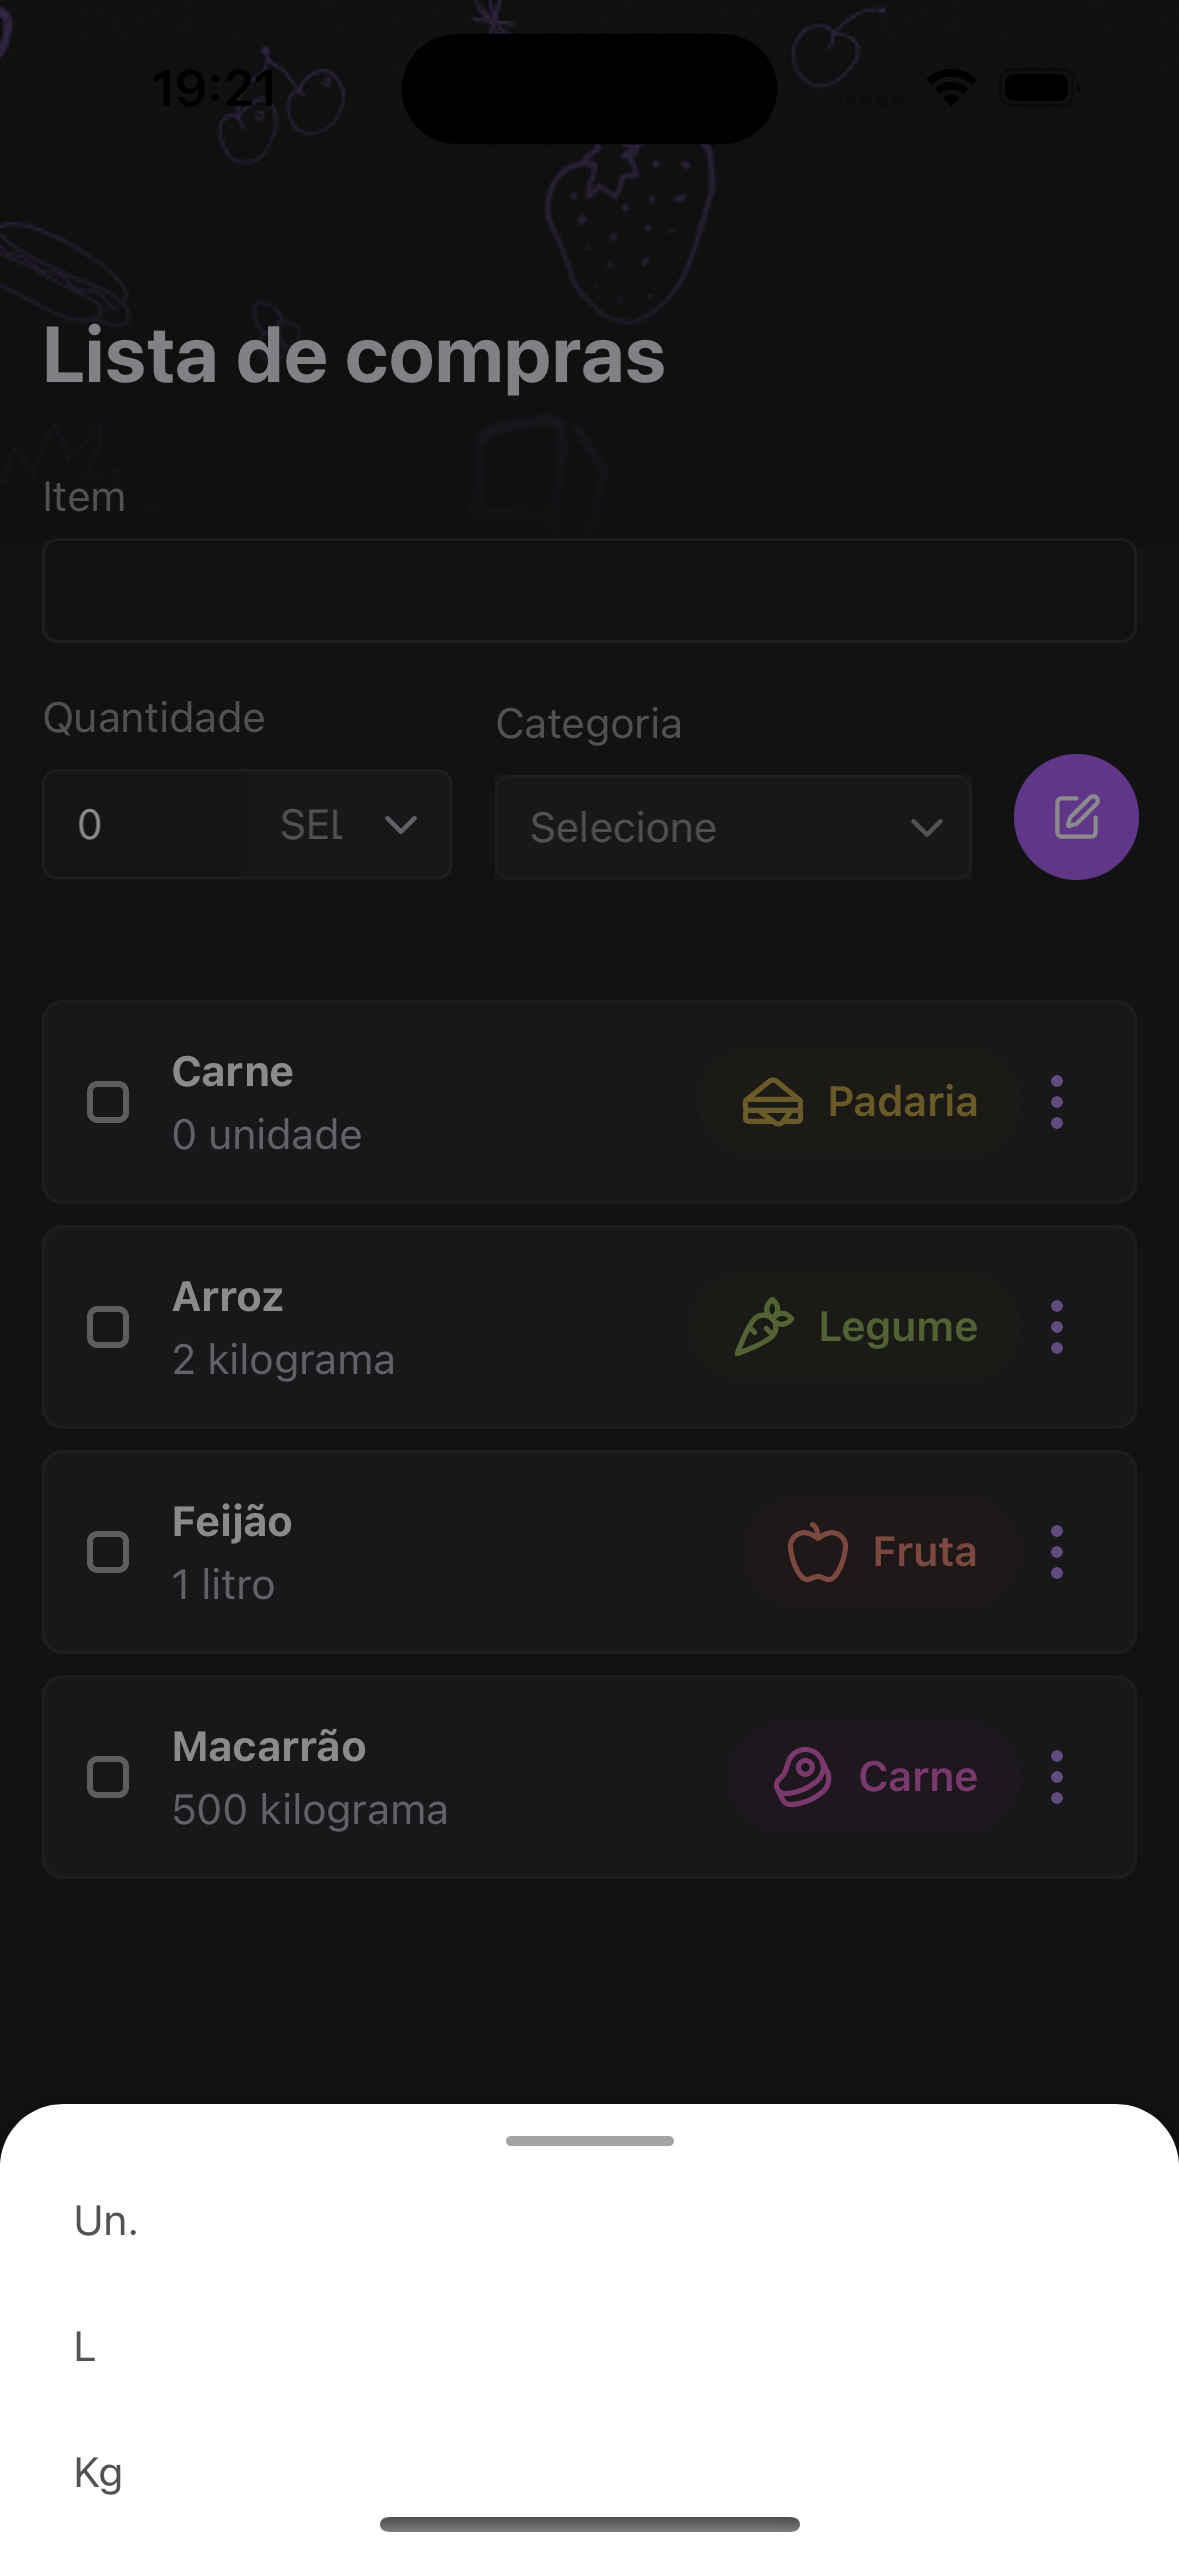 19:21
Lista de compras
Item
Quantidade
Categoria
0
SEL
Selecione
Carne
0 unidade
Padaria
Arroz
2 kilograma
Legume
Feijão
1 litro
Fruta
Macarrão
500 kilograma
Carne
Un.
L
Kg